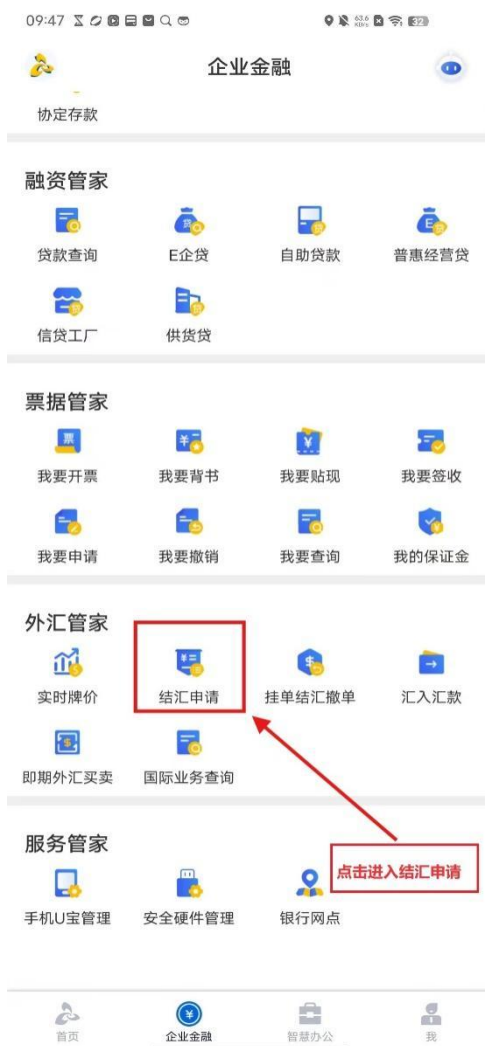 09:47 63.6 KB/s 32
企业金融
协定存款
融资管家
贷款查询 E企贷 自助贷款 普惠经营贷
信贷工厂 供货贷
票据管家
我要开票 我要背书 我要贴现 我要签收
我要申请 我要撤销 我要查询 我的保证金
外汇管家
实时牌价 结汇申请 挂单结汇撤单 汇入汇款
即期外汇买卖 国际业务查询
服务管家
点击进入结汇申请
手机U宝管理 安全硬件管理 银行网点
首页 企业金融 智慧办公 我